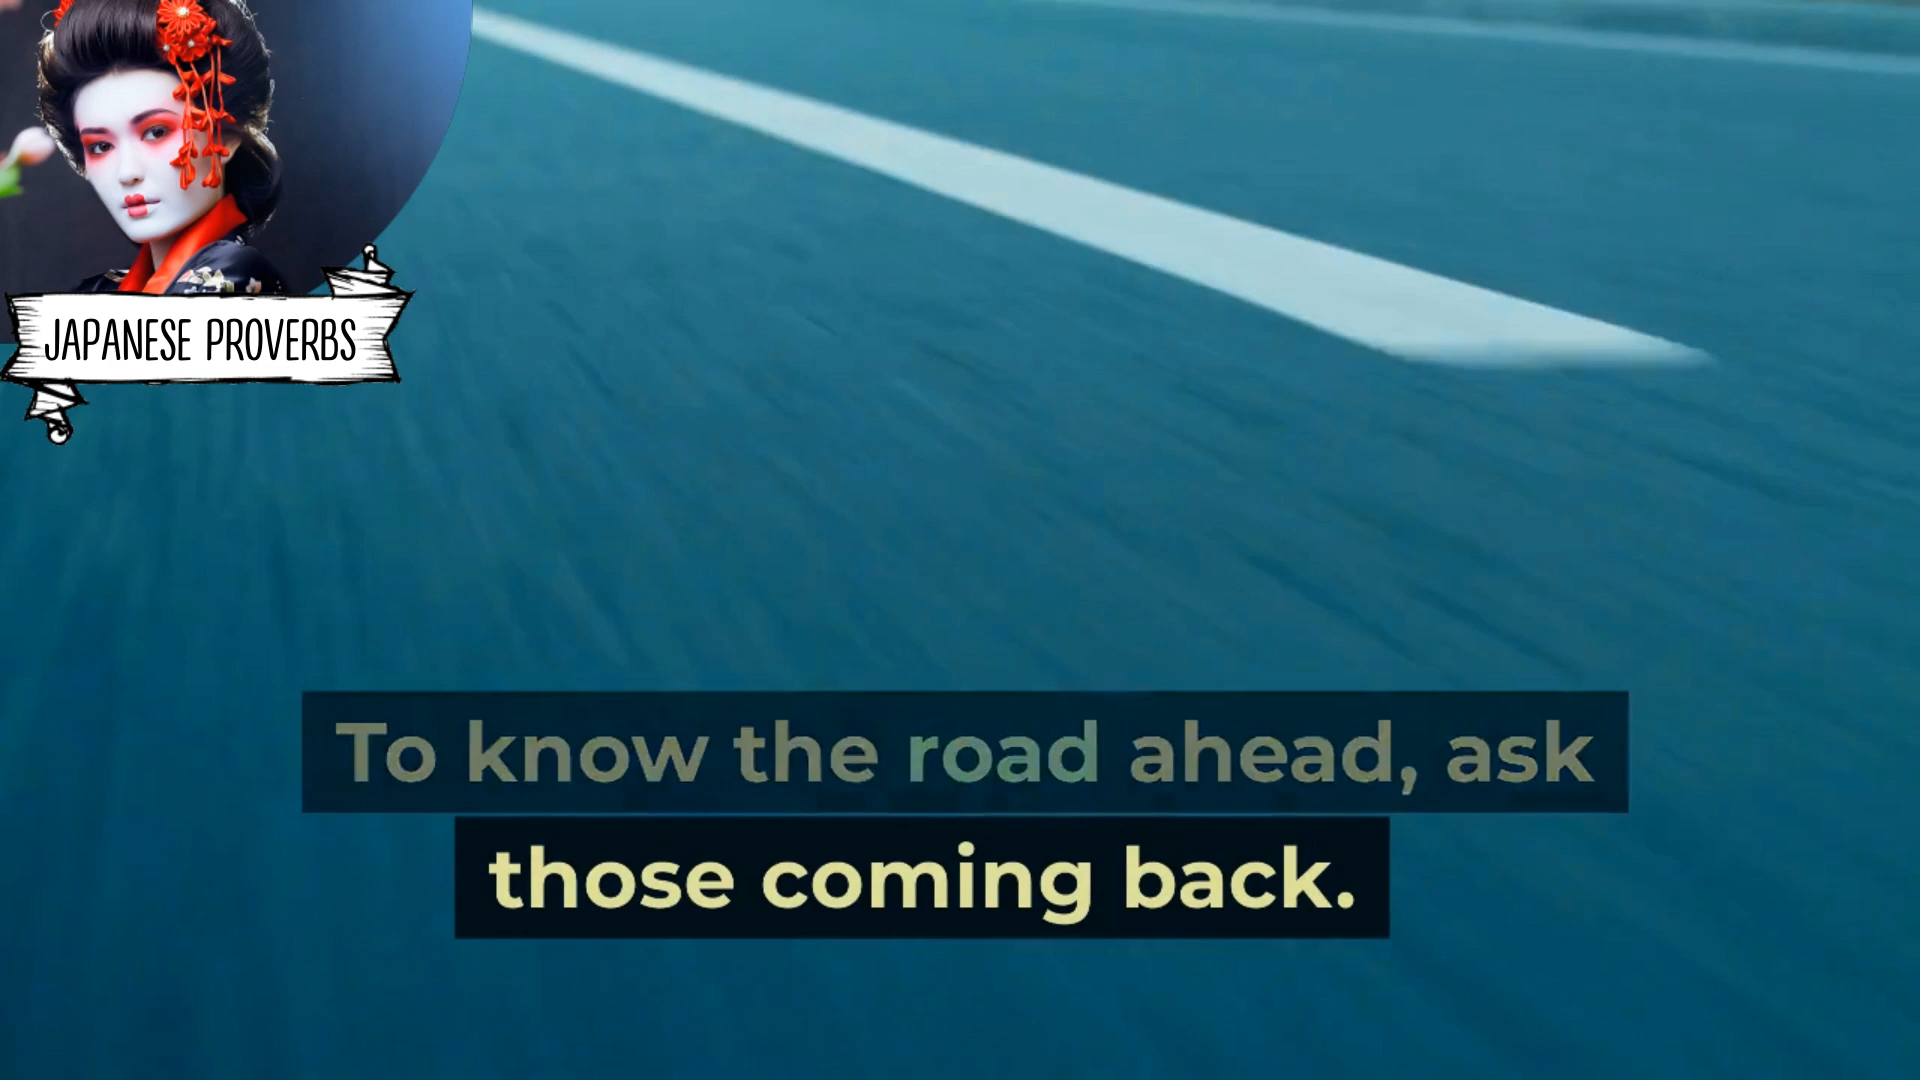 JAPANESE PROVERBS
To know the road ahead, ask
those coming back.